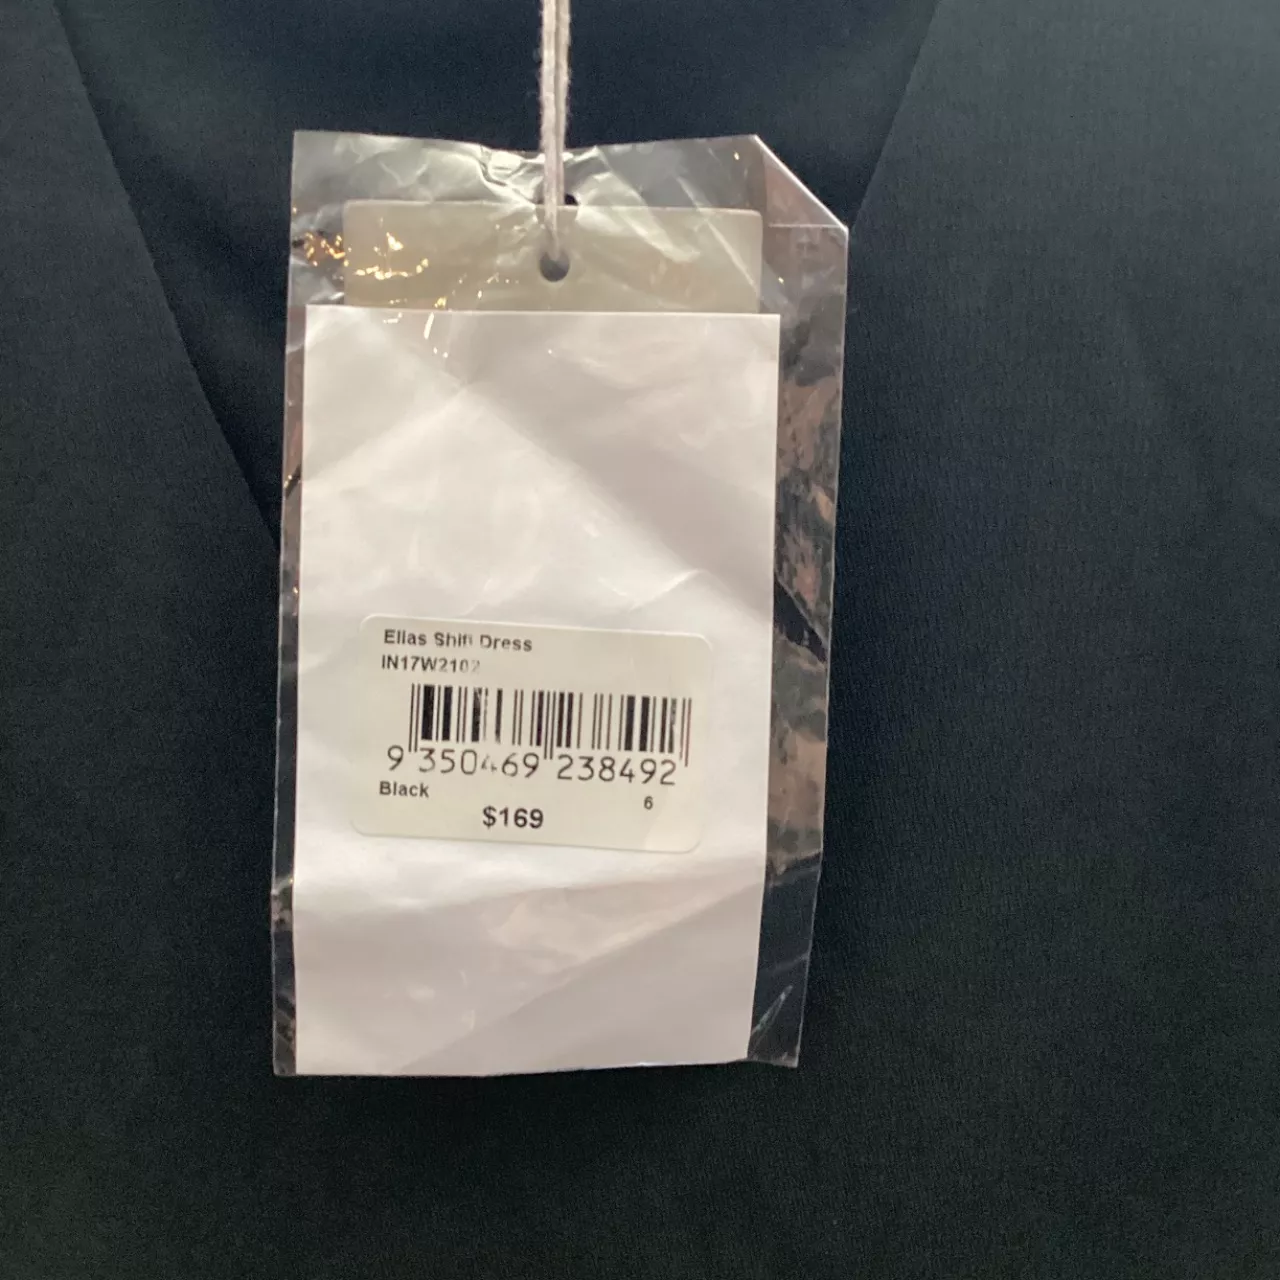 Elias Shift Dress
IN17W2102
9 350469 238492
Black 6
$169